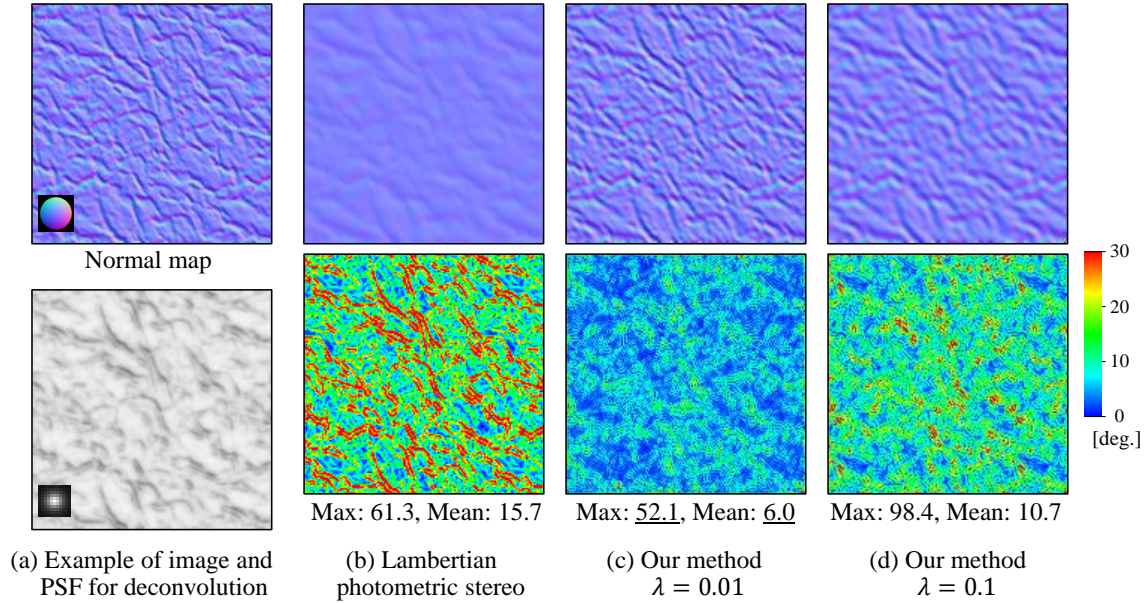 Normal map
30
20
10
0
[deg.]
Max: 61.3, Mean: 15.7
Max: 52.1, Mean: 6.0
Max: 98.4, Mean: 10.7
(a) Example of image and
PSF for deconvolution
(b) Lambertian
photometric stereo
(c) Our method
λ = 0.01
(d) Our method
λ = 0.1